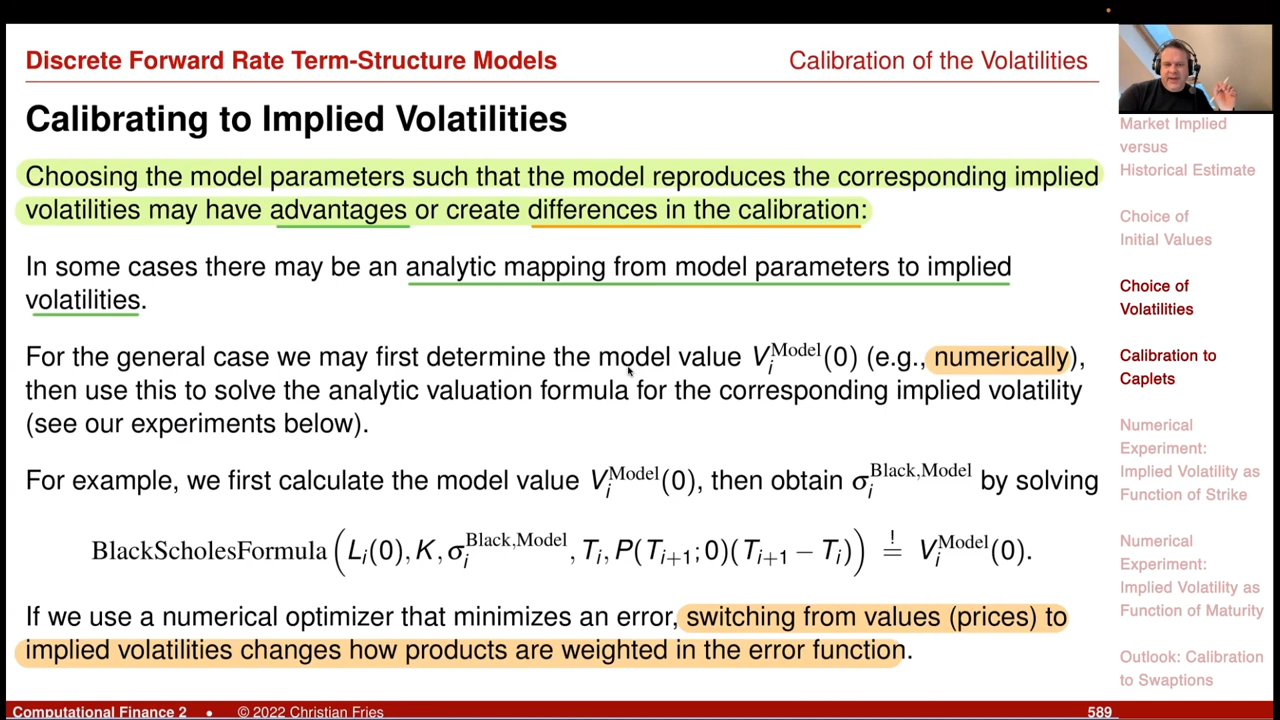 Discrete Forward Rate Term-Structure Models
Calibration of the Volatilities
Calibrating to Implied Volatilities
Choosing the model parameters such that the model reproduces the corresponding implied
volatilities may have advantages or create differences in the calibration:
In some cases there may be an analytic mapping from model parameters to implied
volatilities.
For the general case we may first determine the model value V_i^Model(0) (e.g., numerically),
then use this to solve the analytic valuation formula for the corresponding implied volatility
(see our experiments below).
For example, we first calculate the model value V_i^Model(0), then obtain σ_i^Black,Model by solving
BlackScholesFormula (L_i(0), K, σ_i^Black,Model, T_i, P(T_{i+1}; 0)(T_{i+1} − T_i)) =^! V_i^Model(0).
If we use a numerical optimizer that minimizes an error, switching from values (prices) to
implied volatilities changes how products are weighted in the error function.
Market Implied
versus
Historical Estimate
Choice of
Initial Values
Choice of
Volatilities
Calibration to
Caplets
Numerical
Experiment:
Implied Volatility as
Function of Strike
Numerical
Experiment:
Implied Volatility as
Function of Maturity
Outlook: Calibration
to Swaptions
Computational Finance 2 • © 2022 Christian Fries
589